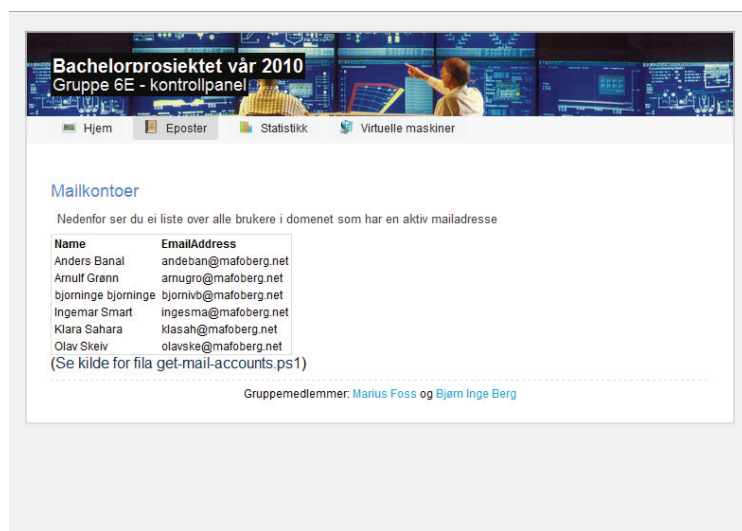 Bachelorprosjektet vår 2010
Gruppe 6E - kontrollpanel
Hjem Eposter Statistikk Virtuelle maskiner
Mailkontoer
Nedenfor ser du ei liste over alle brukere i domenet som har en aktiv mailadresse
Name EmailAddress
Anders Banal andeban@mafoberg.net
Arnulf Grønn arnugro@mafoberg.net
bjorninge bjorninge bjornivb@mafoberg.net
Ingemar Smart ingesma@mafoberg.net
Klara Sahara klasah@mafoberg.net
Olav Skeiv olavske@mafoberg.net
(Se kilde for fila get-mail-accounts.ps1)
Gruppemedlemmer: Marius Foss og Bjørn Inge Berg